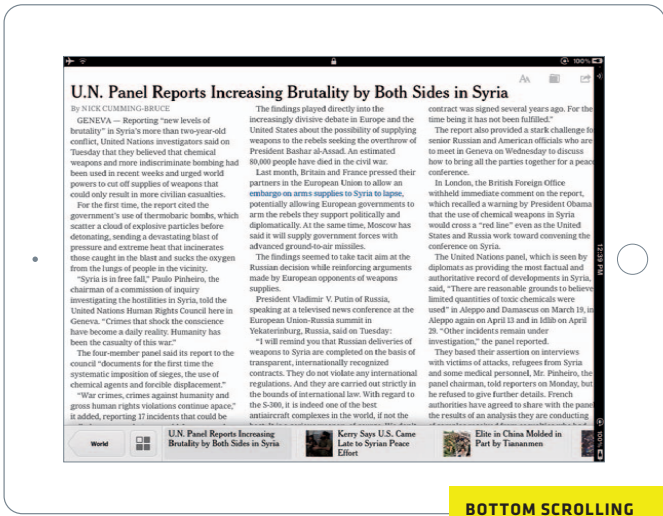 100%
AA
U.N. Panel Reports Increasing Brutality by Both Sides in Syria
By NICK CUMMING-BRUCE
GENEVA — Reporting “new levels of
brutality” in Syria’s more than two-year-old
conflict, United Nations investigators said on
Tuesday that they believed that chemical
weapons and more indiscriminate bombing had
been used in recent weeks and urged world
powers to cut off supplies of weapons that
could only result in more civilian casualties.
For the first time, the report cited the
government’s use of thermobaric bombs, which
scatter a cloud of explosive particles before
detonating, sending a devastating blast of
pressure and extreme heat that incinerates
those caught in the blast and sucks the oxygen
from the lungs of people in the vicinity.
“Syria is in free fall,” Paulo Pinheiro, the
chairman of a commission of inquiry
investigating the hostilities in Syria, told the
United Nations Human Rights Council here in
Geneva. “Crimes that shock the conscience
have become a daily reality. Humanity has
been the casualty of this war.”
The four-member panel said its report to the
council “documents for the first time the
systematic imposition of sieges, the use of
chemical agents and forcible displacement.”
“War crimes, crimes against humanity and
gross human rights violations continue apace,”
it added, reporting 17 incidents that could be
The findings played directly into the
increasingly divisive debate in Europe and the
United States about the possibility of supplying
weapons to the rebels seeking the overthrow of
President Bashar al-Assad. An estimated
80,000 people have died in the civil war.
Last month, Britain and France pressed their
partners in the European Union to allow an
embargo on arms supplies to Syria to lapse,
potentially allowing European governments to
arm the rebels they support politically and
diplomatically. At the same time, Moscow has
said it will supply government forces with
advanced ground-to-air missiles.
The findings seemed to take tacit aim at the
Russian decision while reinforcing arguments
made by European opponents of weapons
supplies.
President Vladimir V. Putin of Russia,
speaking at a televised news conference at the
European Union-Russia summit in
Yekaterinburg, Russia, said on Tuesday:
“I will remind you that Russian deliveries of
weapons to Syria are completed on the basis of
transparent, internationally recognized
contracts. They do not violate any international
regulations. And they are carried out strictly in
the bounds of international law. With regard to
the S-300, it is indeed one of the best
antiaircraft complexes in the world, if not the
contract was signed several years ago. For the
time being it has not been fulfilled.”
The report also provided a stark challenge fo
senior Russian and American officials who are
to meet in Geneva on Wednesday to discuss
how to bring all the parties together for a peac
conference.
In London, the British Foreign Office
withheld immediate comment on the report,
which recalled a warning by President Obama
that the use of chemical weapons in Syria
would cross a “red line” even as the United
States and Russia work toward convening the
conference on Syria.
The United Nations panel, which is seen by
diplomats as providing the most factual and
authoritative record of developments in Syria,
said, “There are reasonable grounds to believe
limited quantities of toxic chemicals were
used” in Aleppo and Damascus on March 19, in
Aleppo again on April 13 and in Idlib on April
29. “Other incidents remain under
investigation,” the panel reported.
They based their assertion on interviews
with victims of attacks, refugees from Syria
and some medical personnel, Mr. Pinheiro, the
panel chairman, told reporters on Monday, but
he refused to give further details. French
authorities have agreed to share with the panel
the results of an analysis they are conducting
12:39 PM
100%
World
U.N. Panel Reports Increasing
Brutality by Both Sides in Syria
Kerry Says U.S. Came
Late to Syrian Peace
Effort
Elite in China Molded in
Part by Tiananmen
BOTTOM SCROLLING